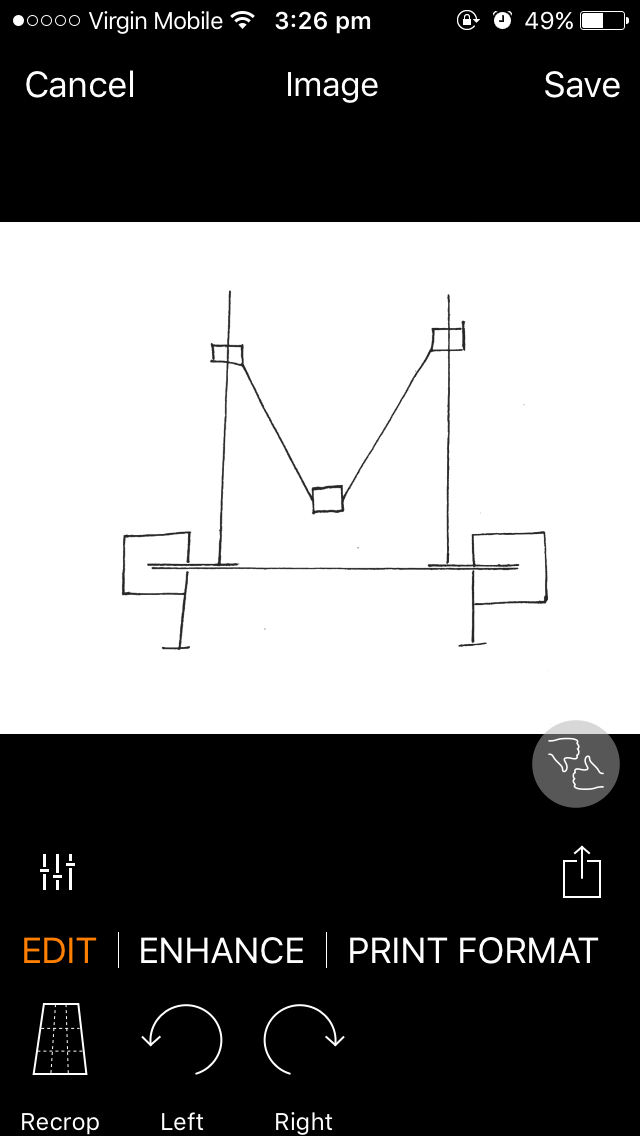 Virgin Mobile 3:26 pm 49%
Cancel Image Save
EDIT ENHANCE PRINT FORMAT
Recrop Left Right